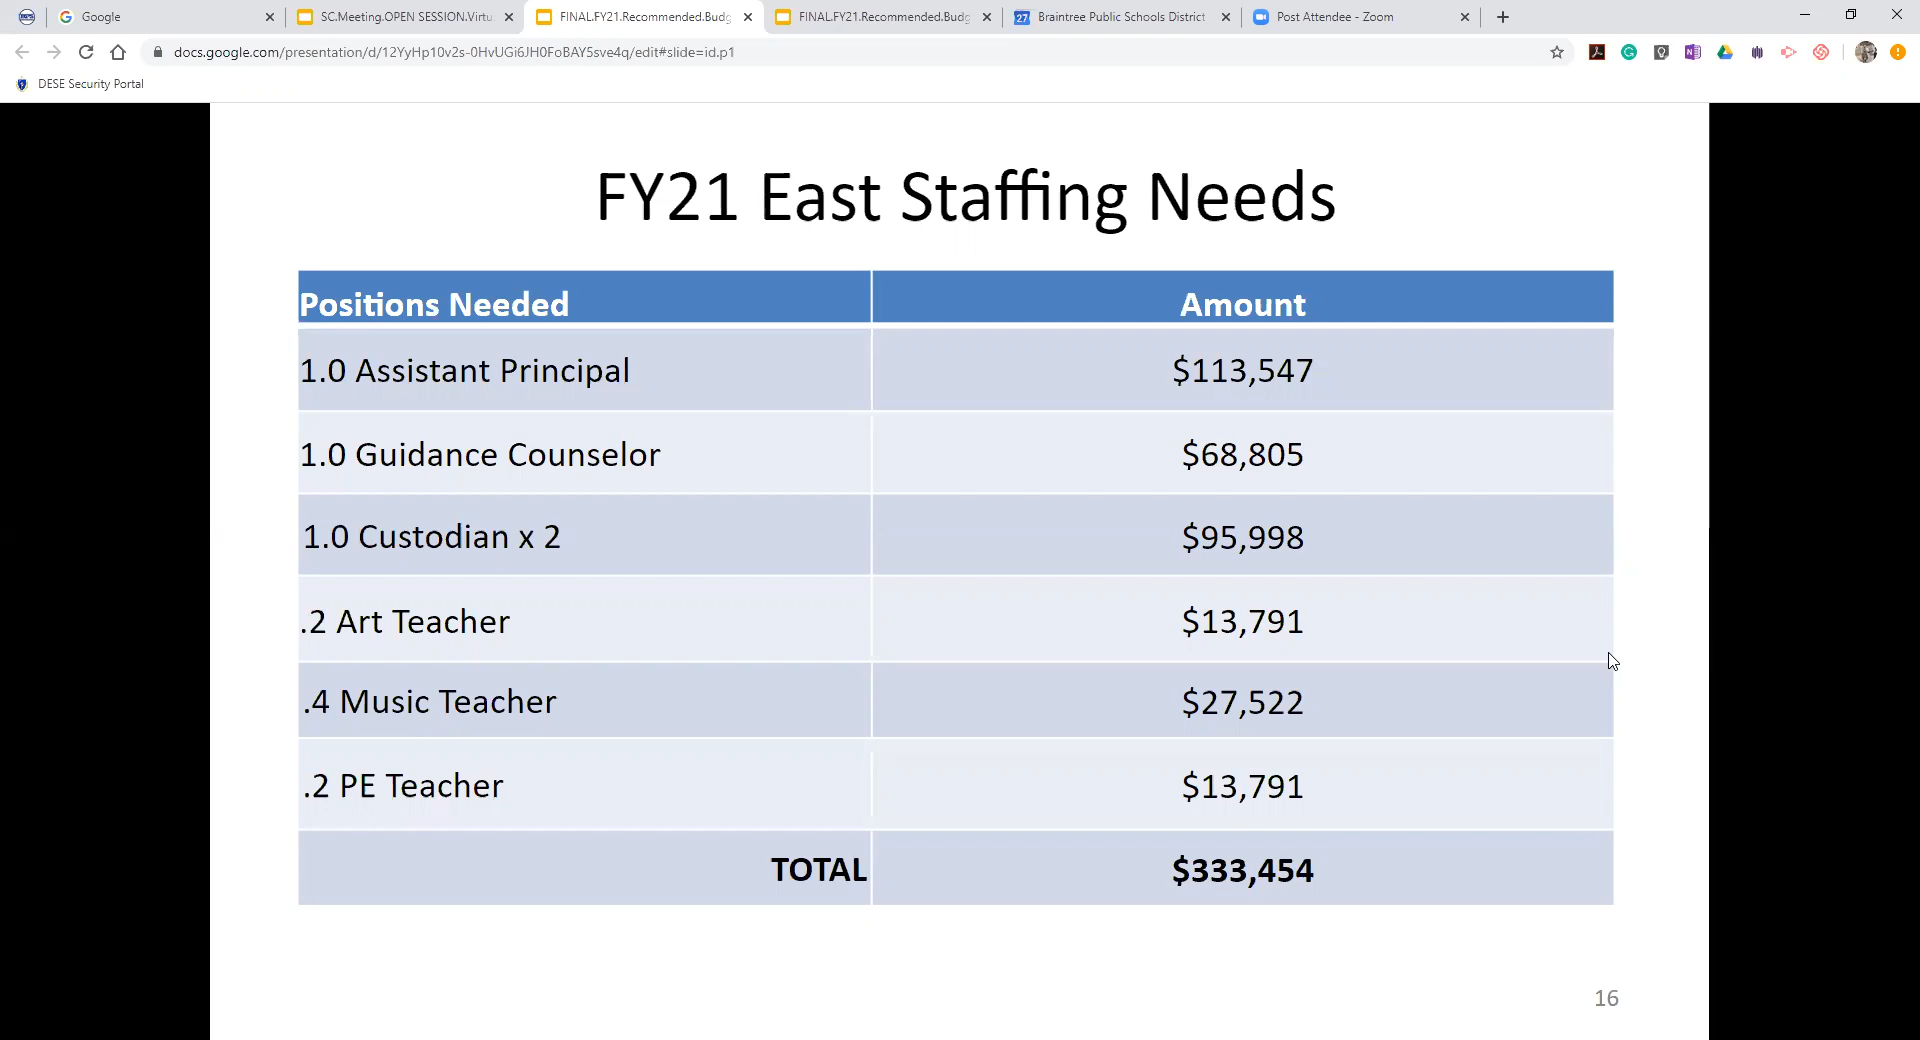 Google
SC.Meeting.OPEN SESSION.Virtu
FINAL.FY21.Recommended.Budg
FINAL.FY21.Recommended.Budg
27
Braintree Public Schools District
Post Attendee - Zoom
docs.google.com/presentation/d/12YyHp10v2s-0HvUGi6JH0FoBAY5sve4q/edit#slide=id.p1
DESE Security Portal
FY21 East Staffing Needs
Positions Needed Amount
1.0 Assistant Principal $113,547
1.0 Guidance Counselor $68,805
1.0 Custodian x 2 $95,998
.2 Art Teacher $13,791
.4 Music Teacher $27,522
.2 PE Teacher $13,791
TOTAL $333,454
16